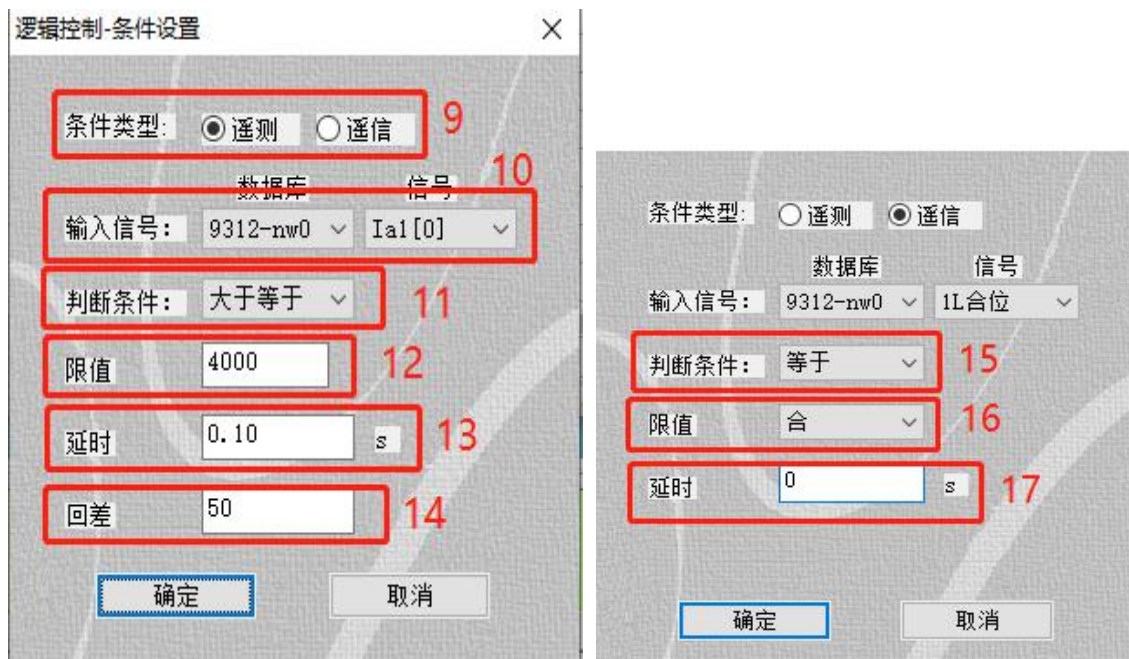 逻辑控制-条件设置
条件类型: 遥测 遥信 9
数据库 信号 10
输入信号: 9312-nw0 Ia1[0]
判断条件: 大于等于 11
限值 4000 12
延时 0.10 s 13
回差 50 14
确定 取消
条件类型: 遥测 遥信
数据库 信号
输入信号: 9312-nw0 1L合位
判断条件: 等于 15
限值 合 16
延时 0 s 17
确定 取消